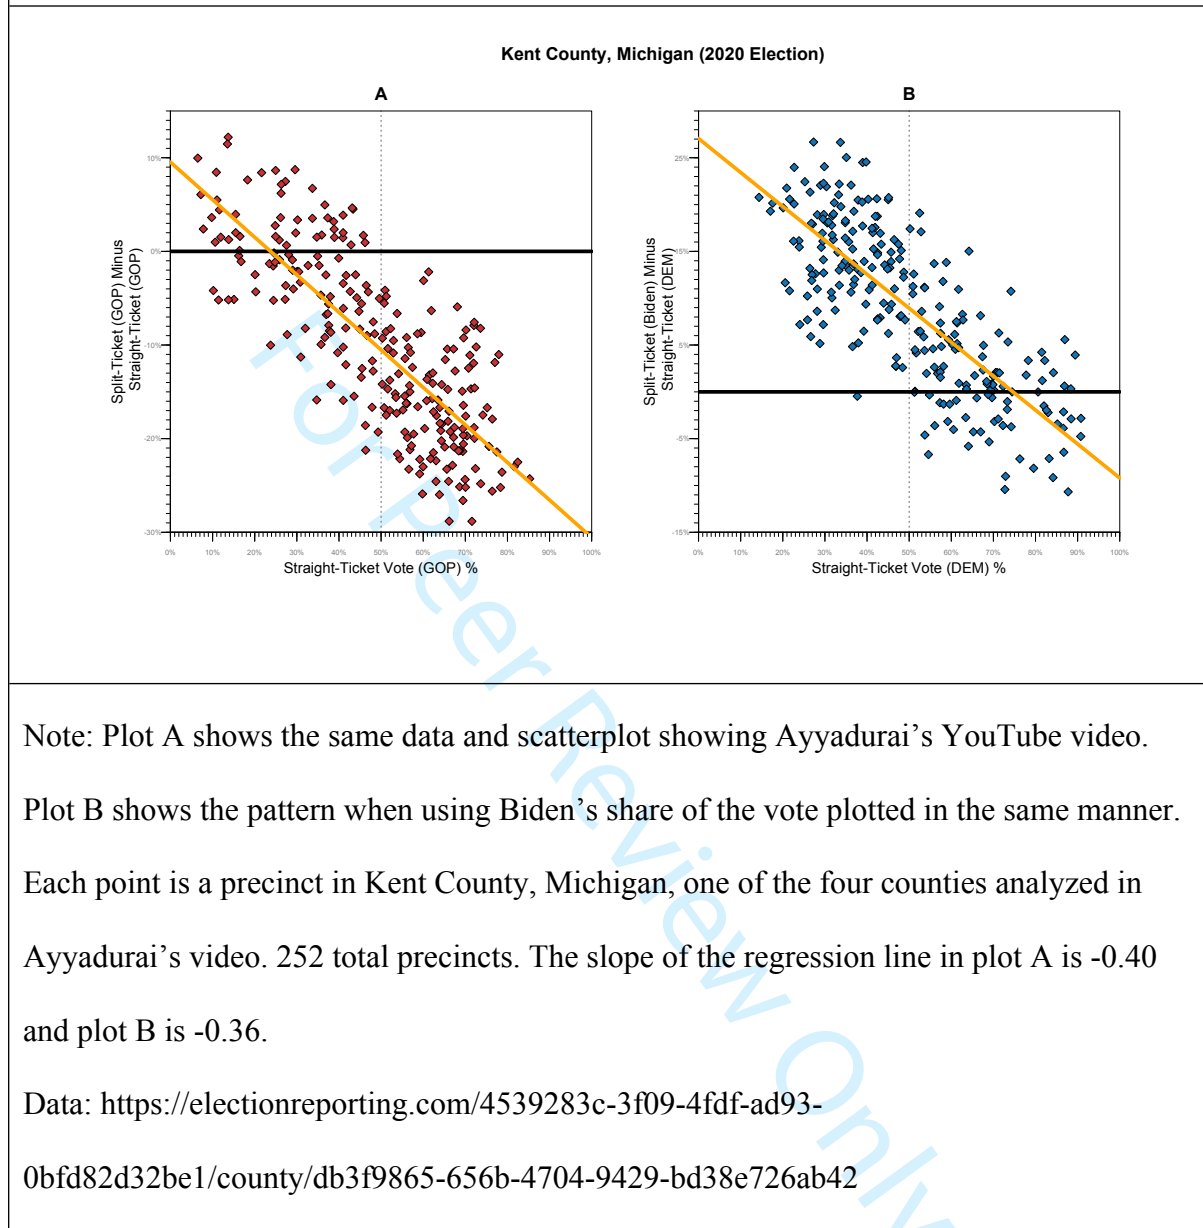 Kent County, Michigan (2020 Election)
A
B
10%
0%
-10%
-20%
-30%
Split-Ticket (GOP) Minus
Straight-Ticket (GOP)
0%
10%
20%
30%
40%
50%
60%
70%
80%
90%
100%
Straight-Ticket Vote (GOP) %
25%
15%
5%
-5%
-15%
Split-Ticket (Biden) Minus
Straight-Ticket (DEM)
0%
10%
20%
30%
40%
50%
60%
70%
80%
90%
100%
Straight-Ticket Vote (DEM) %
For Peer Review Only
Note: Plot A shows the same data and scatterplot showing Ayyadurai’s YouTube video.
Plot B shows the pattern when using Biden’s share of the vote plotted in the same manner.
Each point is a precinct in Kent County, Michigan, one of the four counties analyzed in
Ayyadurai’s video. 252 total precincts. The slope of the regression line in plot A is -0.40
and plot B is -0.36.
Data: https://electionreporting.com/4539283c-3f09-4fdf-ad93-
0bfd82d32be1/county/db3f9865-656b-4704-9429-bd38e726ab42